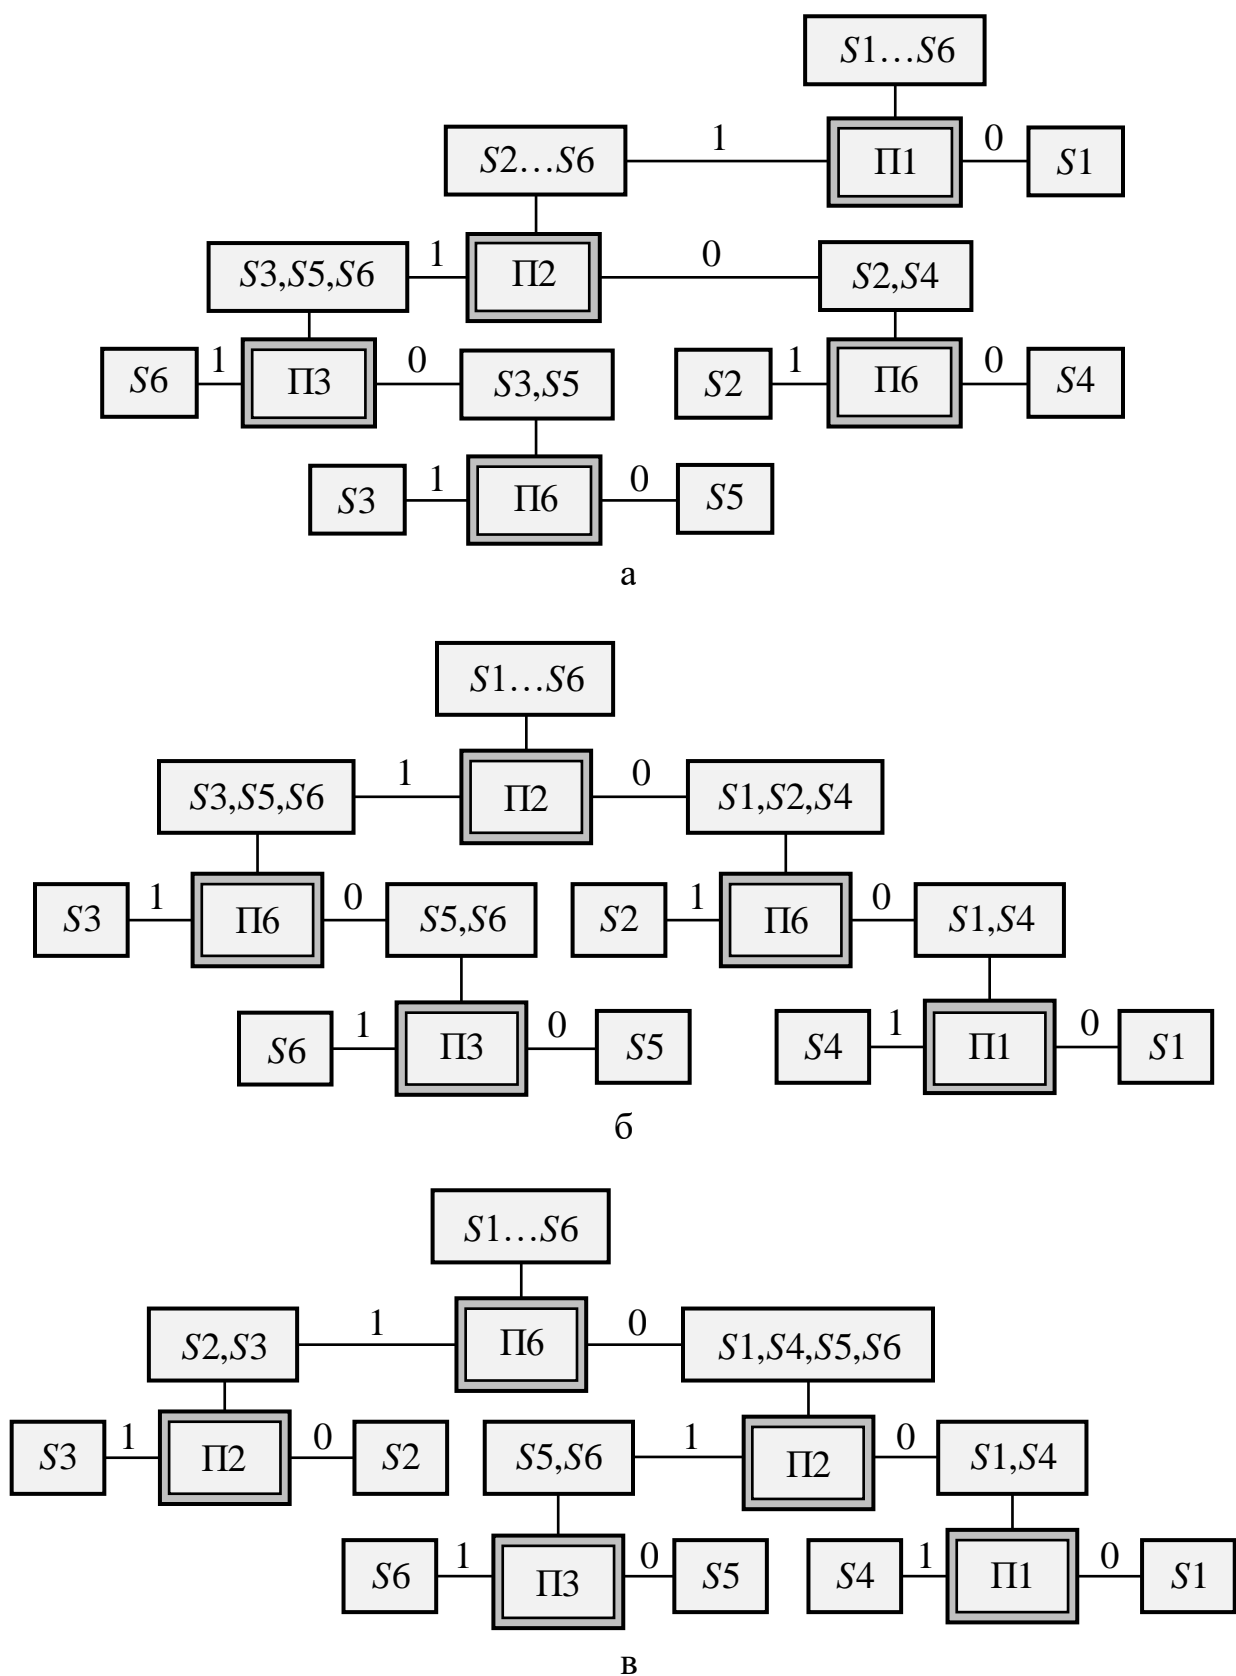 S1…S6
S2…S6 1 П1 0 S1
S3,S5,S6 1 П2 0 S2,S4
S6 1 П3 0 S3,S5 S2 1 П6 0 S4
S3 1 П6 0 S5
а
S1…S6
S3,S5,S6 1 П2 0 S1,S2,S4
S3 1 П6 0 S5,S6 S2 1 П6 0 S1,S4
S6 1 П3 0 S5 S4 1 П1 0 S1
б
S1…S6
S2,S3 1 П6 0 S1,S4,S5,S6
S3 1 П2 0 S2 S5,S6 1 П2 0 S1,S4
S6 1 П3 0 S5 S4 1 П1 0 S1
в